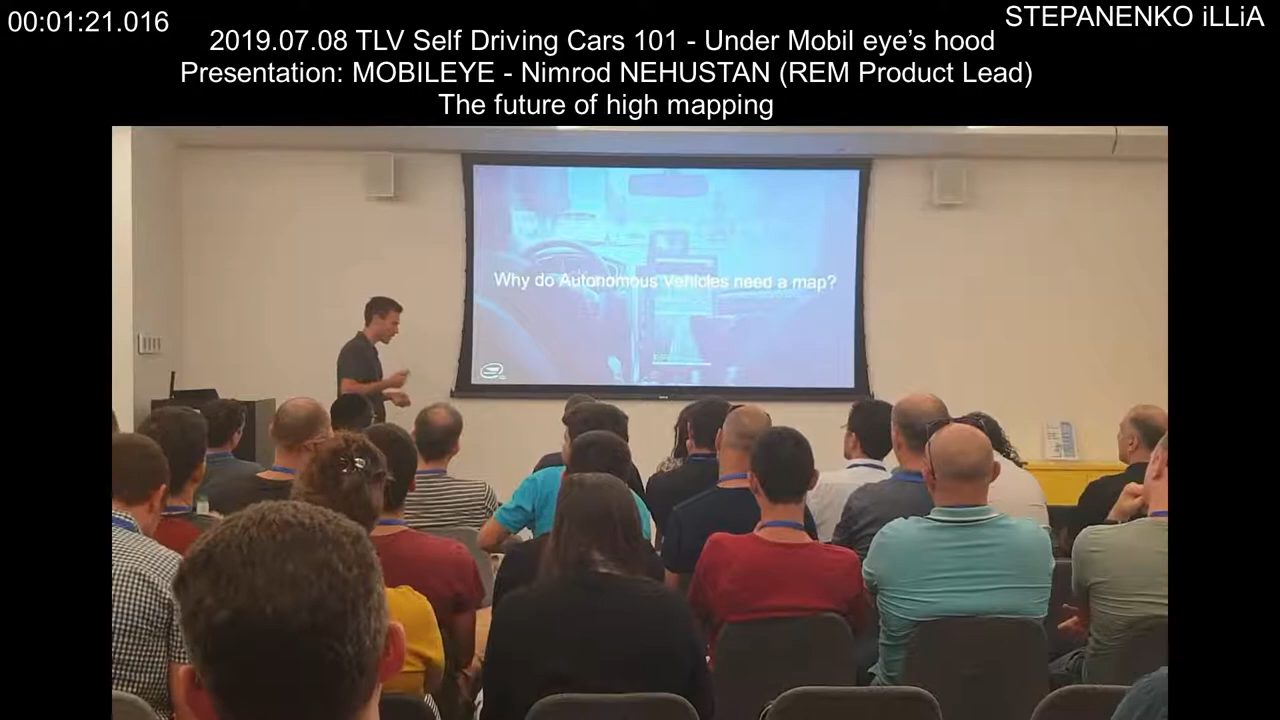 00:01:21.016
STEPANENKO iLLiA
2019.07.08 TLV Self Driving Cars 101 - Under Mobil eye’s hood
Presentation: MOBILEYE - Nimrod NEHUSTAN (REM Product Lead)
The future of high mapping
Why do Autonomous Vehicles need a map?